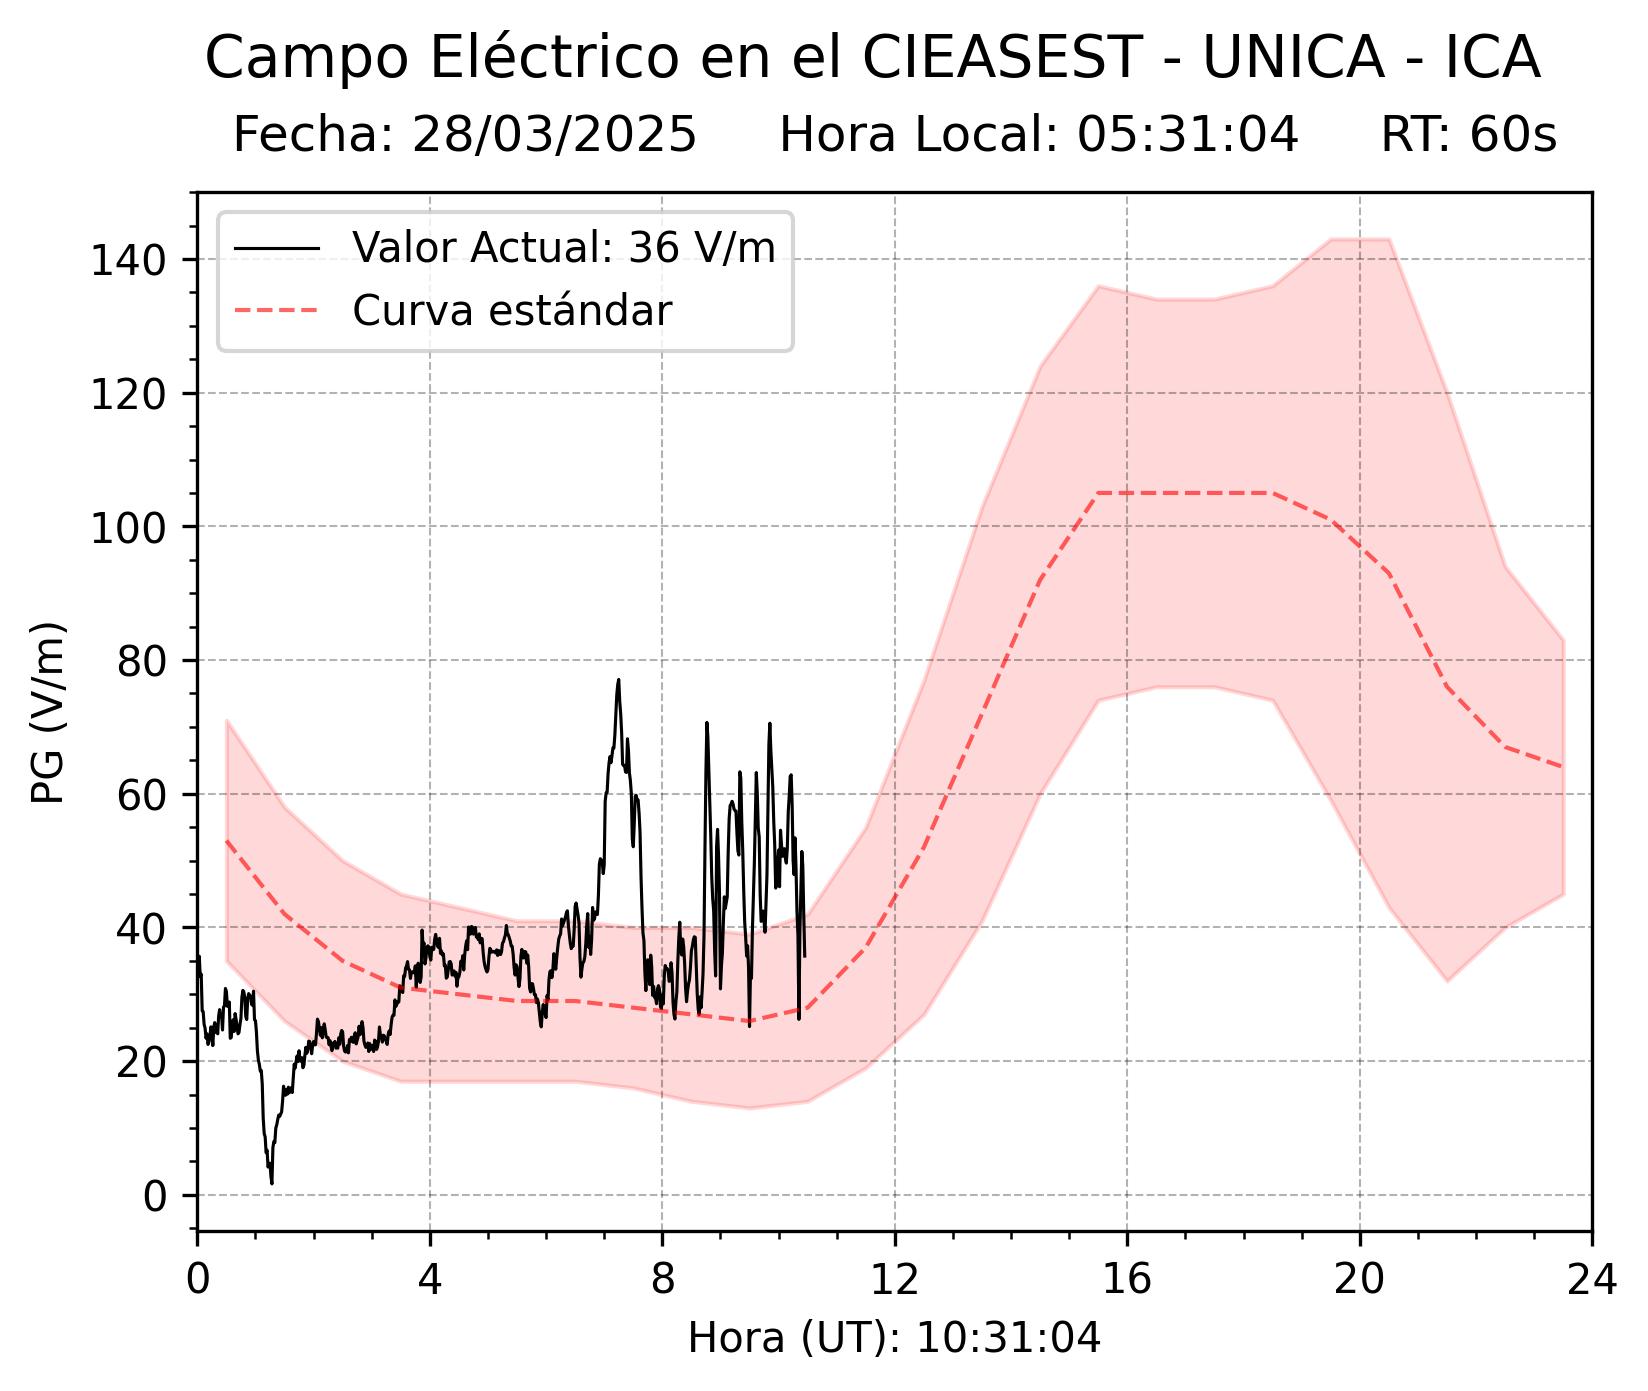 Campo Eléctrico en el CIEASEST - UNICA - ICA
Fecha: 28/03/2025 Hora Local: 05:31:04 RT: 60s
Valor Actual: 36 V/m
Curva estándar
PG (V/m)
140
120
100
80
60
40
20
0
0 4 8 12 16 20 24
Hora (UT): 10:31:04